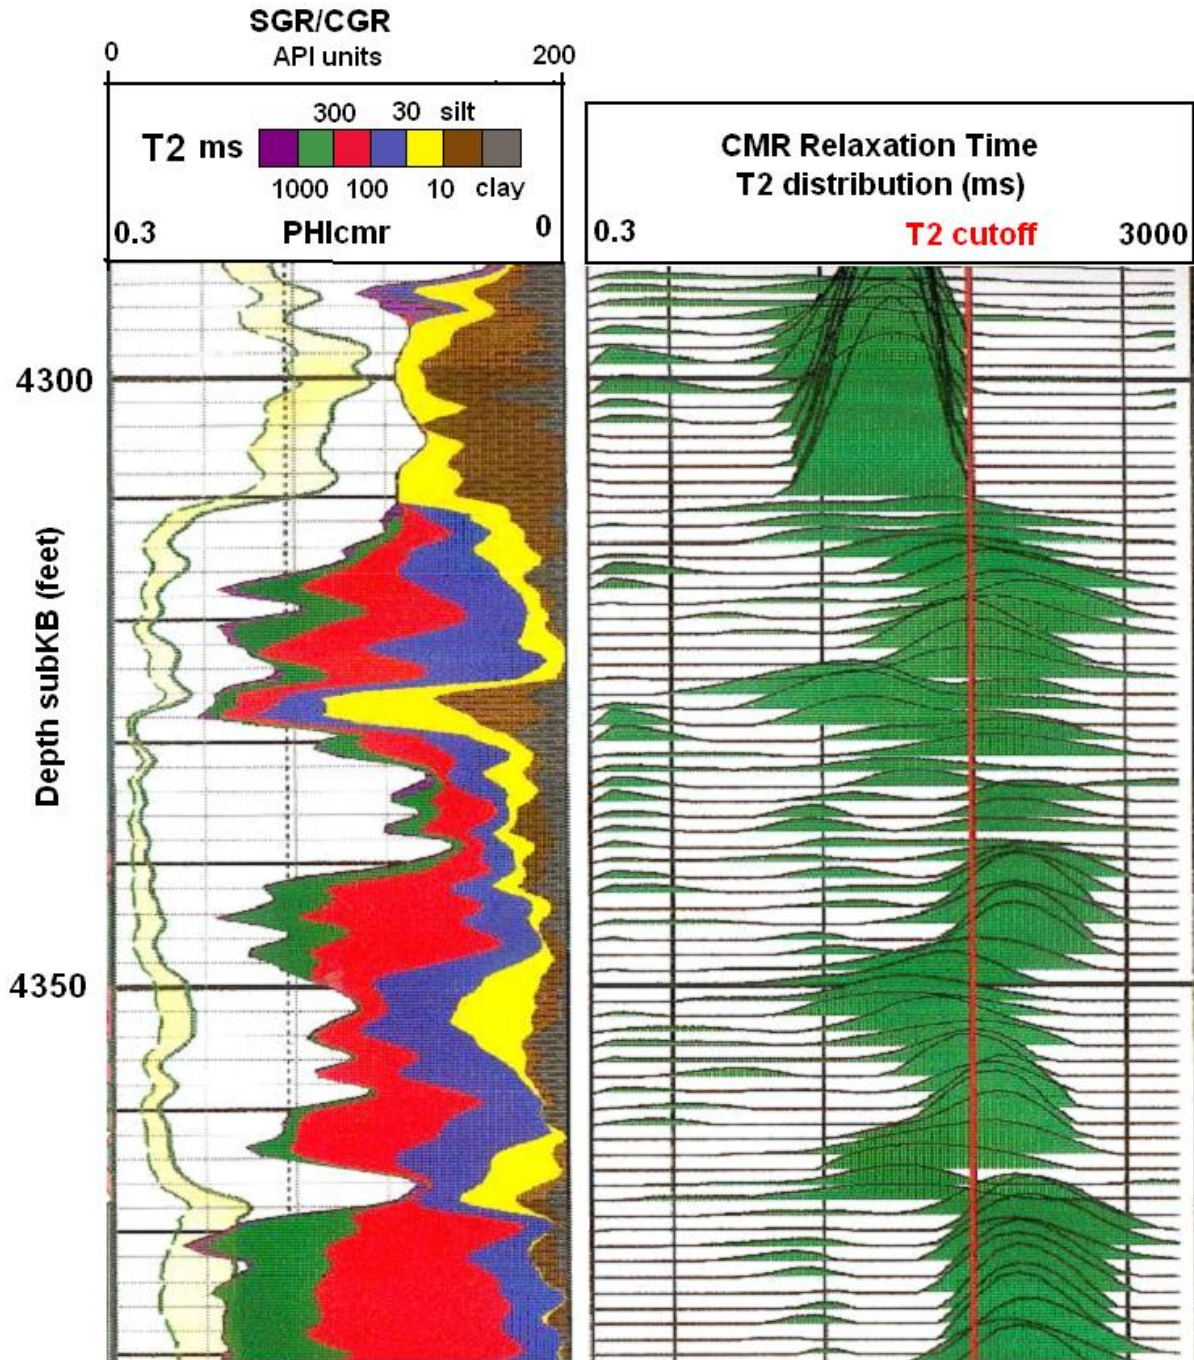 SGR/CGR
0 API units 200
300 30 silt
T2 ms
1000 100 10 clay
0.3 PHIcmr 0
CMR Relaxation Time
T2 distribution (ms)
0.3 T2 cutoff 3000
4300
Depth subKB (feet)
4350